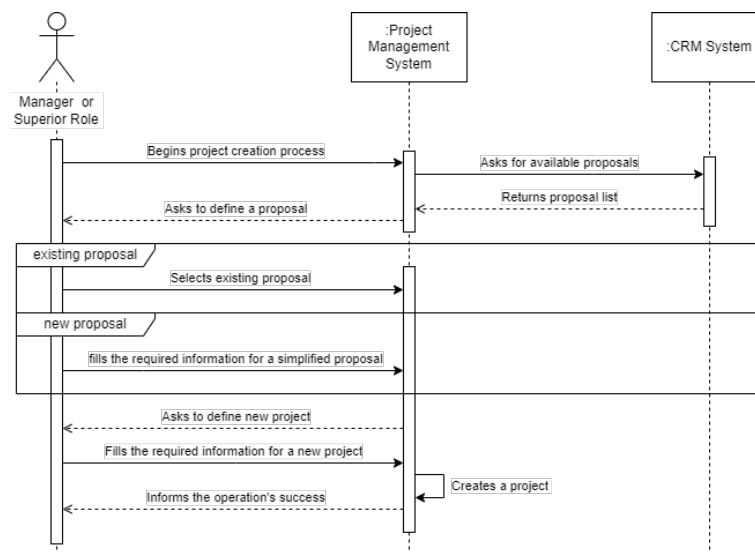 :Project
Management
System
:CRM System
Manager or
Superior Role
Begins project creation process
Asks for available proposals
Returns proposal list
Asks to define a proposal
existing proposal
Selects existing proposal
new proposal
fills the required information for a simplified proposal
Asks to define new project
Fills the required information for a new project
Creates a project
Informs the operation's success